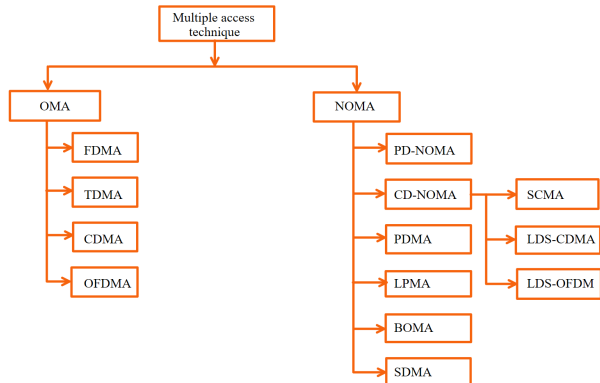 Multiple access
technique
OMA
NOMA
FDMA
PD-NOMA
TDMA
CD-NOMA
SCMA
CDMA
PDMA
LDS-CDMA
OFDMA
LPMA
LDS-OFDM
BOMA
SDMA